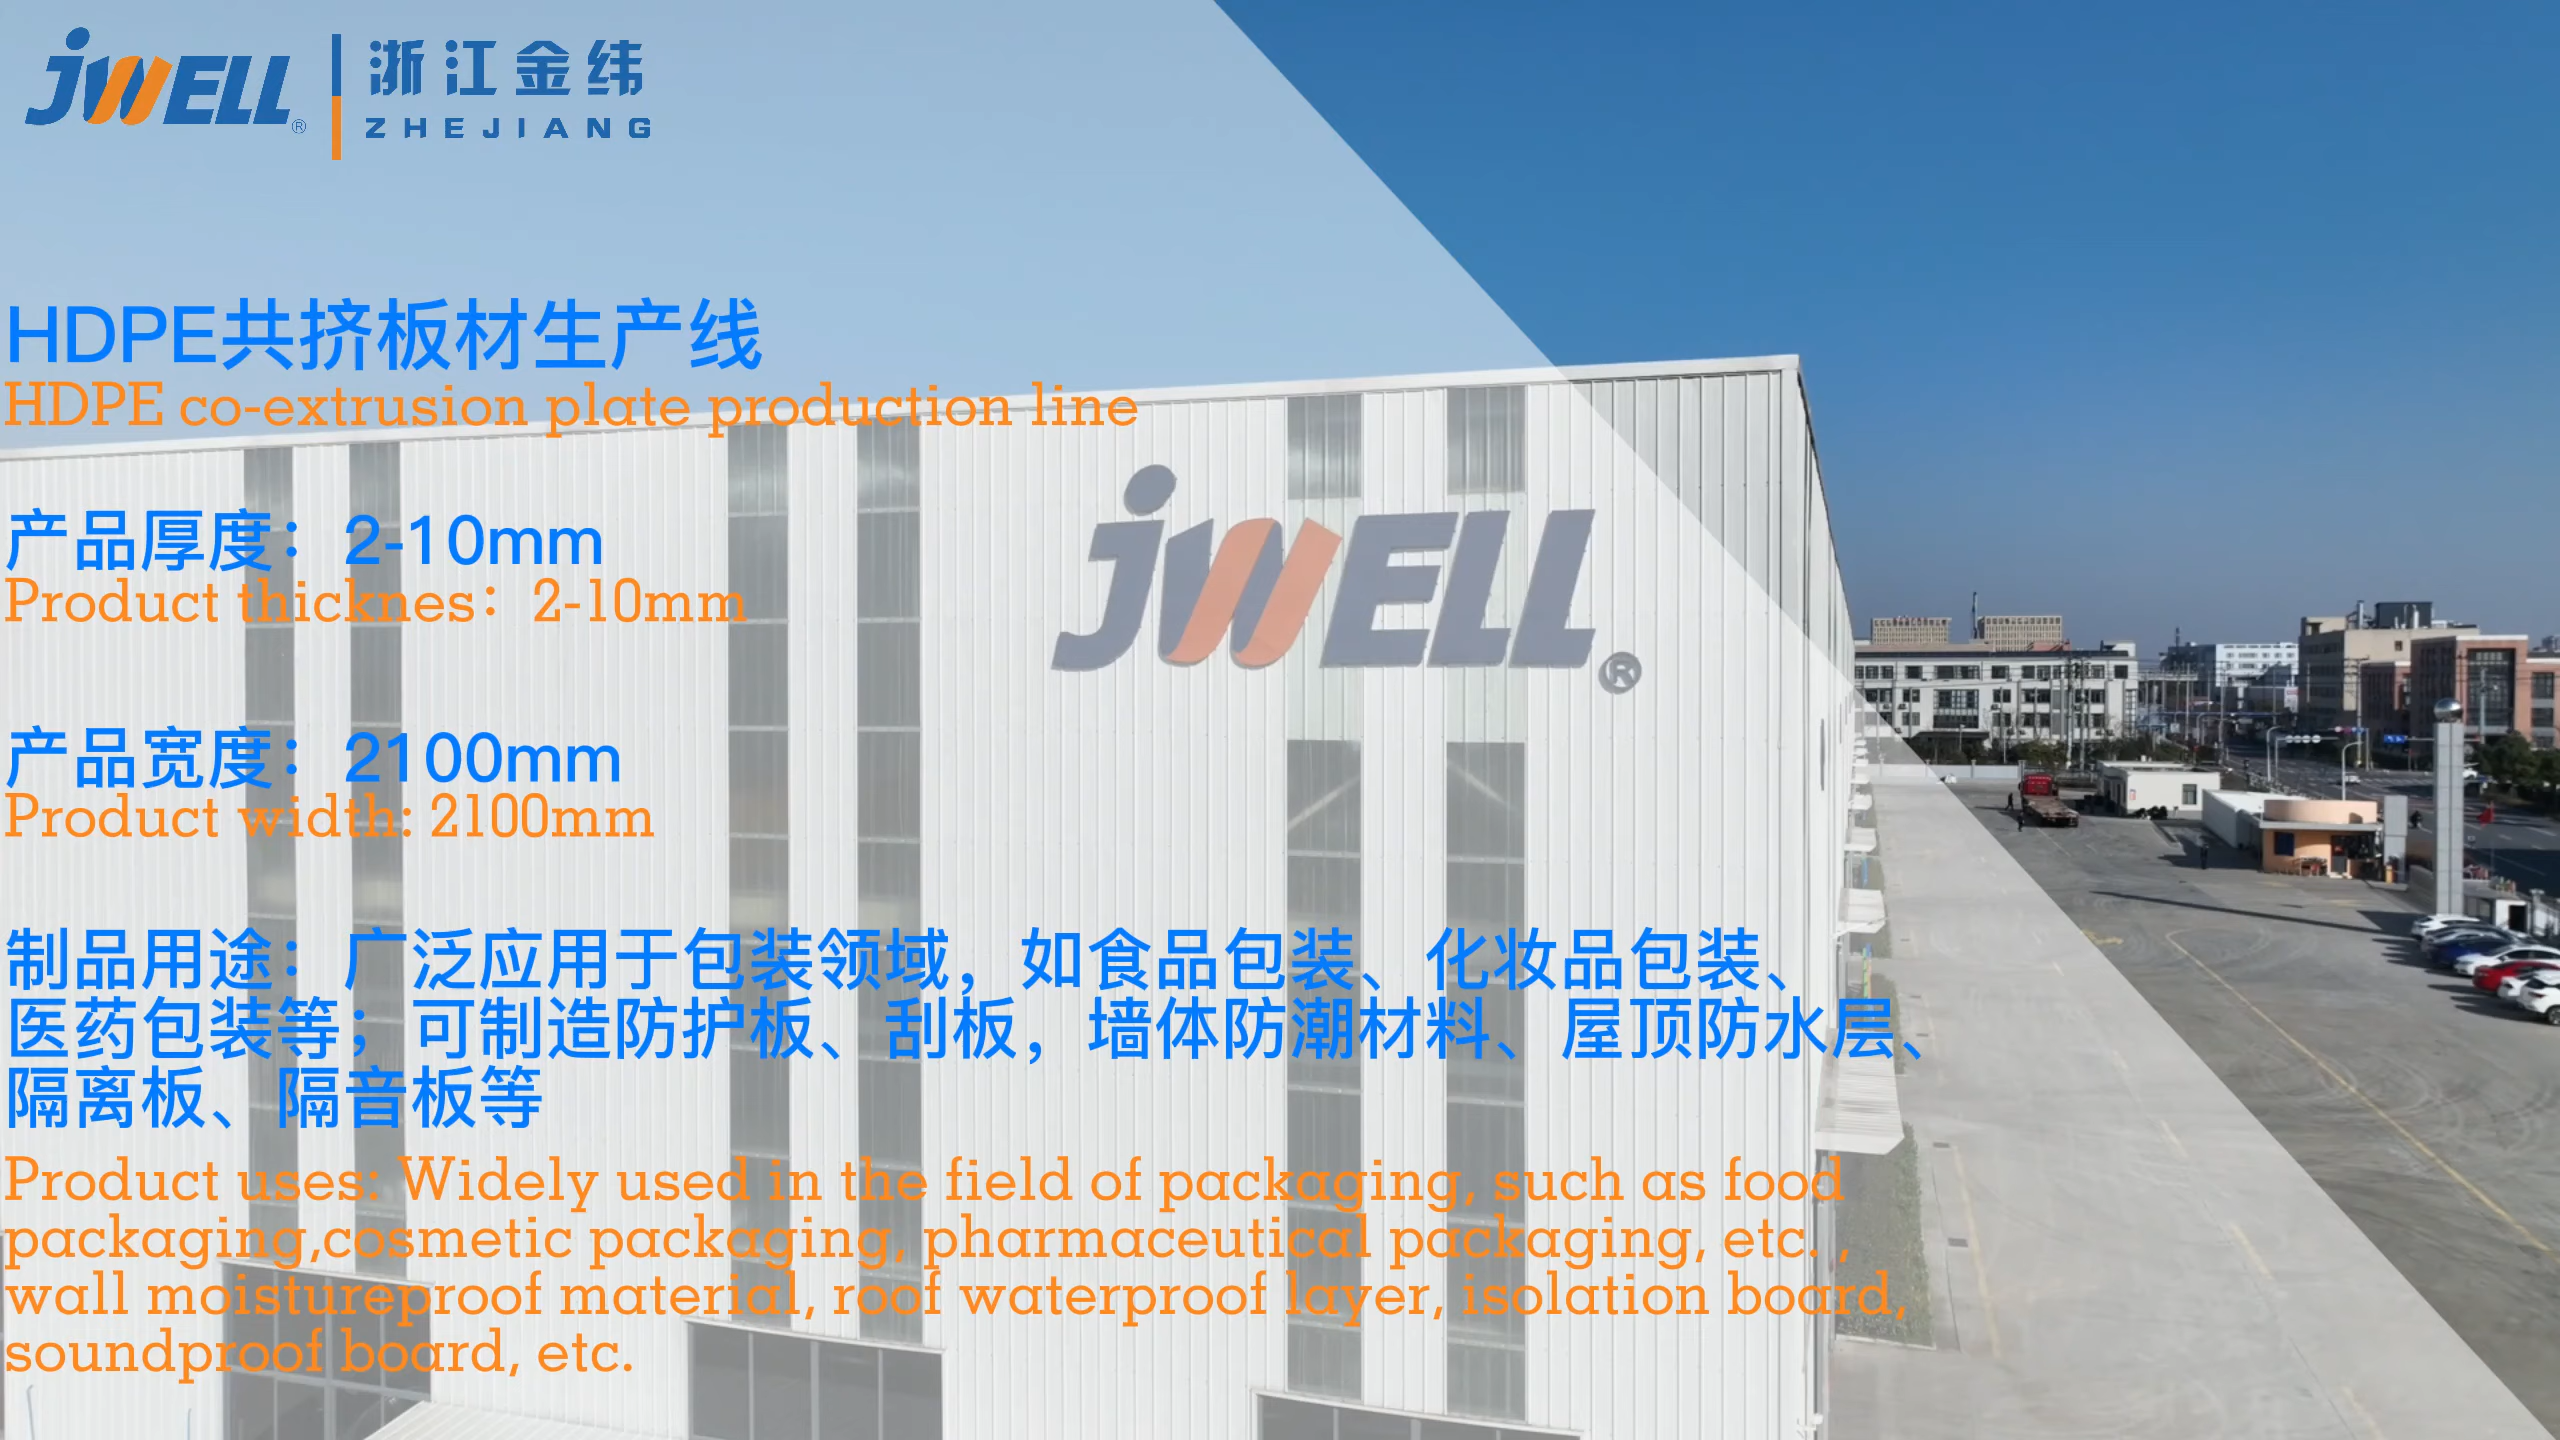 JWELL® 浙江金纬
ZHEJIANG
HDPE共挤板材生产线
HDPE co-extrusion plate production line
JWELL®
产品厚度：2-10mm
Product thicknes：2-10mm
产品宽度：2100mm
Product width: 2100mm
制品用途：广泛应用于包装领域，如食品包装、化妆品包装、
医药包装等；可制造防护板、刮板，墙体防潮材料、屋顶防水层、
隔离板、隔音板等
Product uses: Widely used in the field of packaging, such as food
packaging,cosmetic packaging, pharmaceutical packaging, etc. ,
wall moistureproof material, roof waterproof layer, isolation board,
soundproof board, etc.